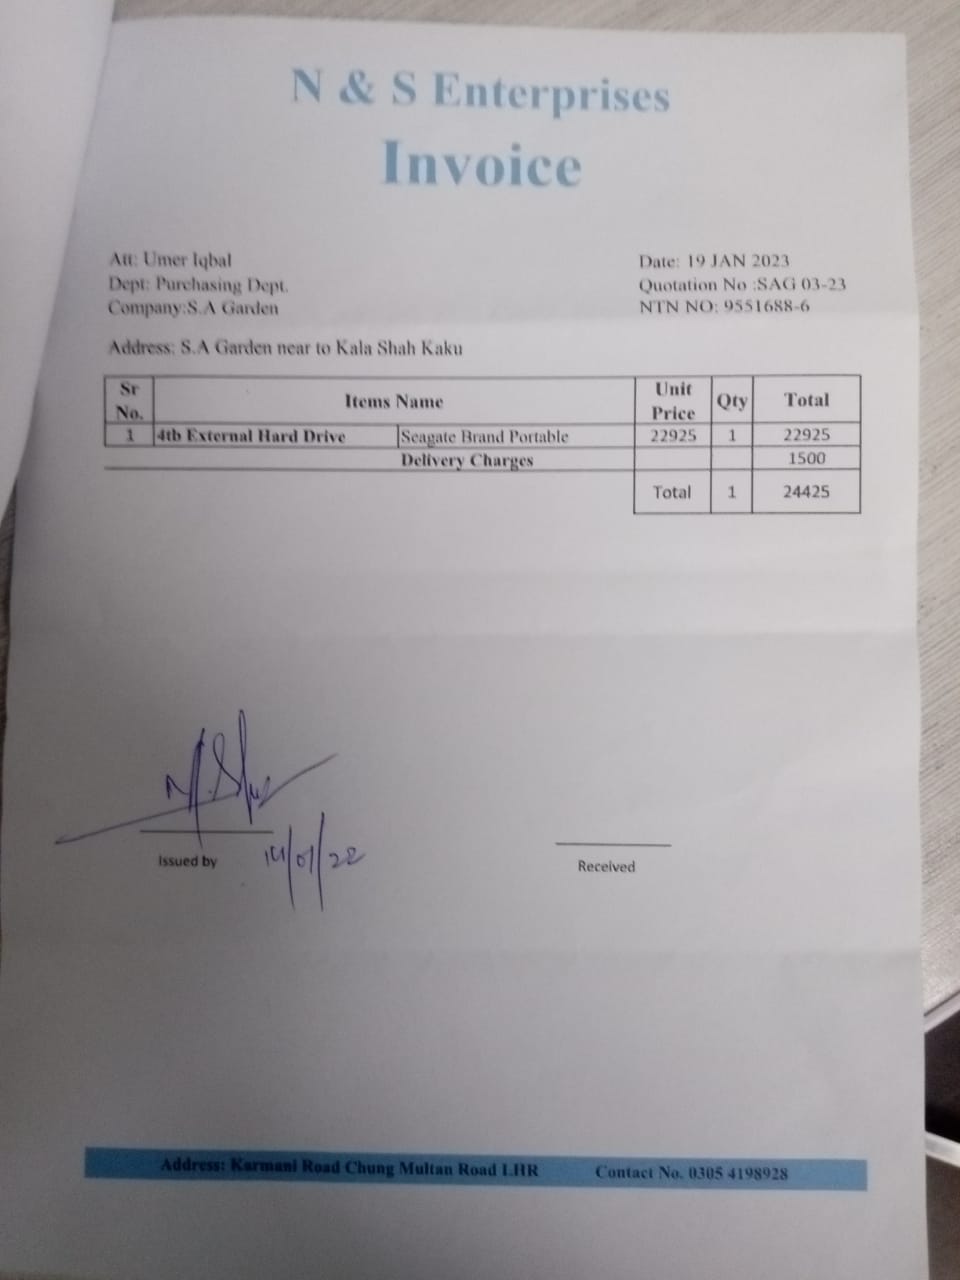 N & S Enterprises
Invoice
Att: Umer Iqbal
Date: 19 JAN 2023
Dept: Purchasing Dept.
Quotation No :SAG 03-23
Company:S.A Garden
NTN NO: 9551688-6
Address: S.A Garden near to Kala Shah Kaku
Sr No. Items Name Unit Price Qty Total
1 4tb External Hard Drive Seagate Brand Portable 22925 1 22925
Delivery Charges 1500
Total 1 24425
Issued by
Received
Address: Karmani Road Chung Multan Road LHR Contact No. 0305 4198928